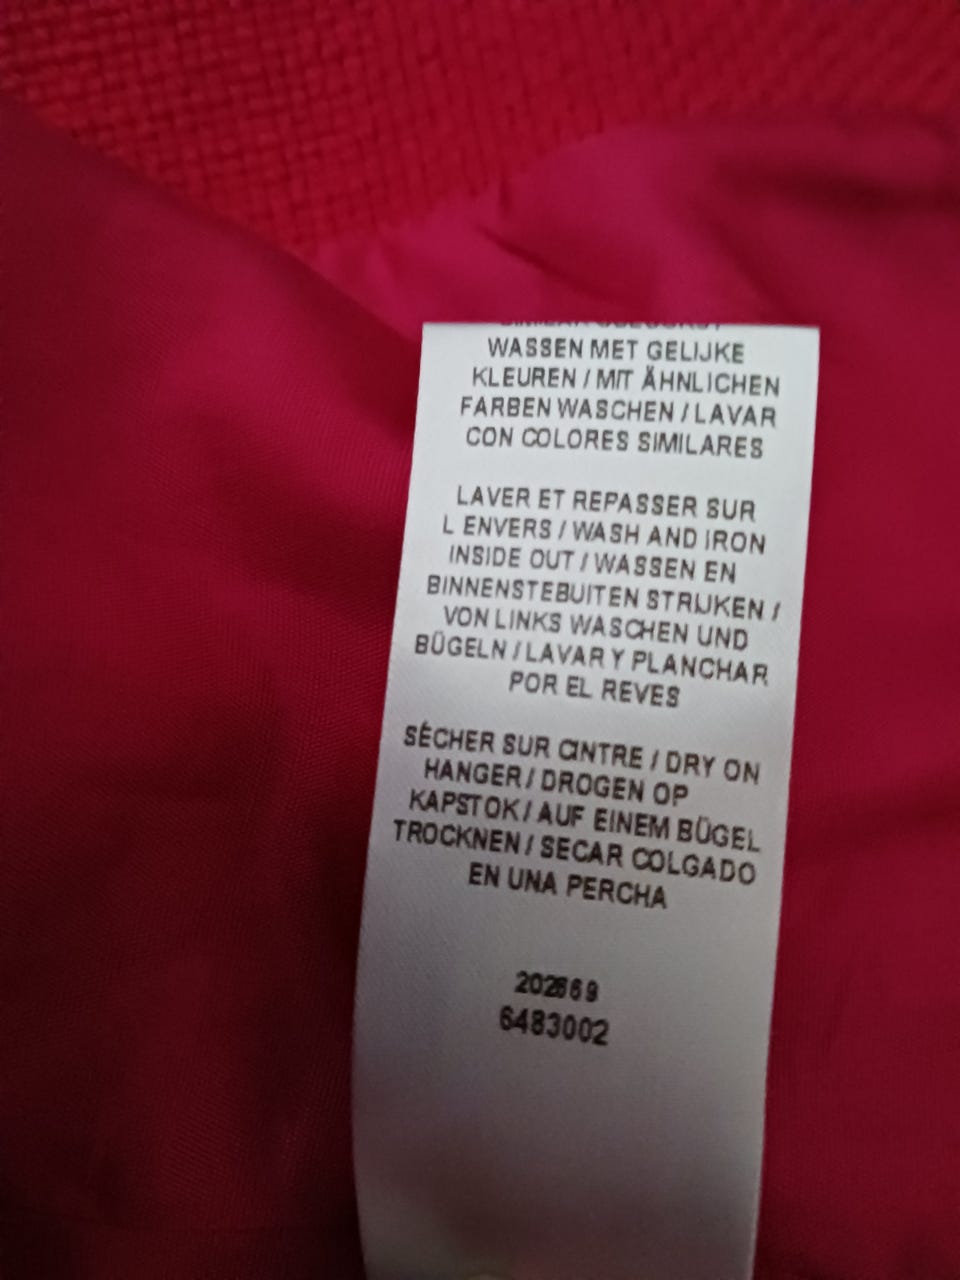 WASSEN MET GELIJKE
KLEUREN / MIT ÄHNLICHEN
FARBEN WASCHEN / LAVAR
CON COLORES SIMILARES
LAVER ET REPASSER SUR
L ENVERS / WASH AND IRON
INSIDE OUT / WASSEN EN
BINNENSTEBUITEN STRIJKEN /
VON LINKS WASCHEN UND
BÜGELN / LAVAR Y PLANCHAR
POR EL REVES
SÉCHER SUR CINTRE / DRY ON
HANGER / DROGEN OP
KAPSTOK / AUF EINEM BÜGEL
TROCKNEN / SECAR COLGADO
EN UNA PERCHA
6483002